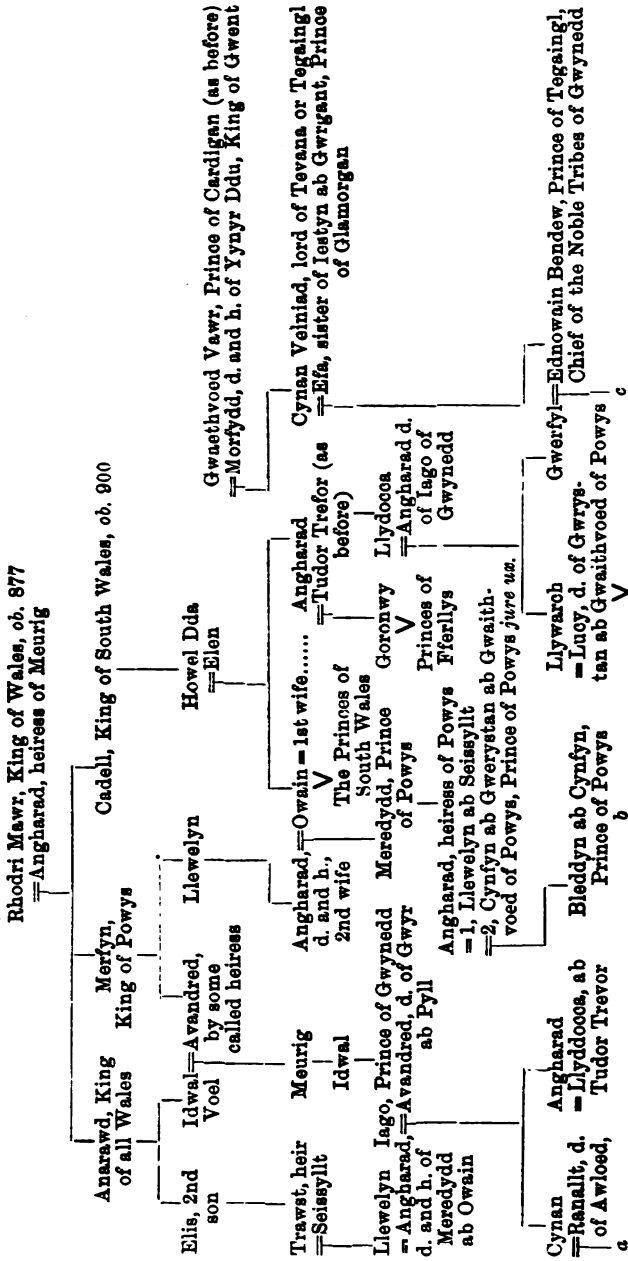 Rhodri Mawr, King of Wales, ob. 877
═Angharad, heiress of Meurig
Anarawd, King
of all Wales
Merfyn,
King of Powys
Cadell, King of South Wales, ob. 900
Gwaethvoed Vawr, Prince of Cardigan (as before)
═Morfydd, d. and h. of Yynyr Ddu, King of Gwent
Elis, 2nd
son
Idwal═Avandred,
Voel
by some
called heiress
Llewelyn
Howel Dda
═Elen
Trawst, heir
═Seissyllt
Meurig
Idwal
Angharad,
d. and h.,
2nd wife
═Owain = 1st wife......
V
The Princes of
South Wales
Angharad
═Tudor Trefor (as
before)
Cynan Velniad, lord of Tevana or Tegaingl
═Efa, sister of Iestyn ab Gwrgant, Prince
of Glamorgan
Llewelyn
= Angharad,
d. and h. of
Meredydd
ab Owain
Iago, Prince of Gwynedd
═Avandred, d. of Gwyr
ab Pyll
Meredydd, Prince
of Powys
Goronwy
V
Princes of
Fferllys
Llydocca
═Angharad d.
of Iago of
Gwynedd
Angharad, heiress of Powys
= 1, Llewelyn ab Seissyllt
═2, Cynfyn ab Gwerystan ab Gwaith-
voed of Powys, Prince of Powys jure ux.
Cynan
═Ranallt, d.
of Awloed,
a
Angharad
= Llyddocca, ab
Tudor Trevor
Bleddyn ab Cynfyn,
Prince of Powys
b
Llywarch
= Lucy, d. of Gwrys-
tan ab Gwaithvoed of Powys
V
Gwerfyl═Ednowain Bendew, Prince of Tegaingl,
Chief of the Noble Tribes of Gwynedd
c